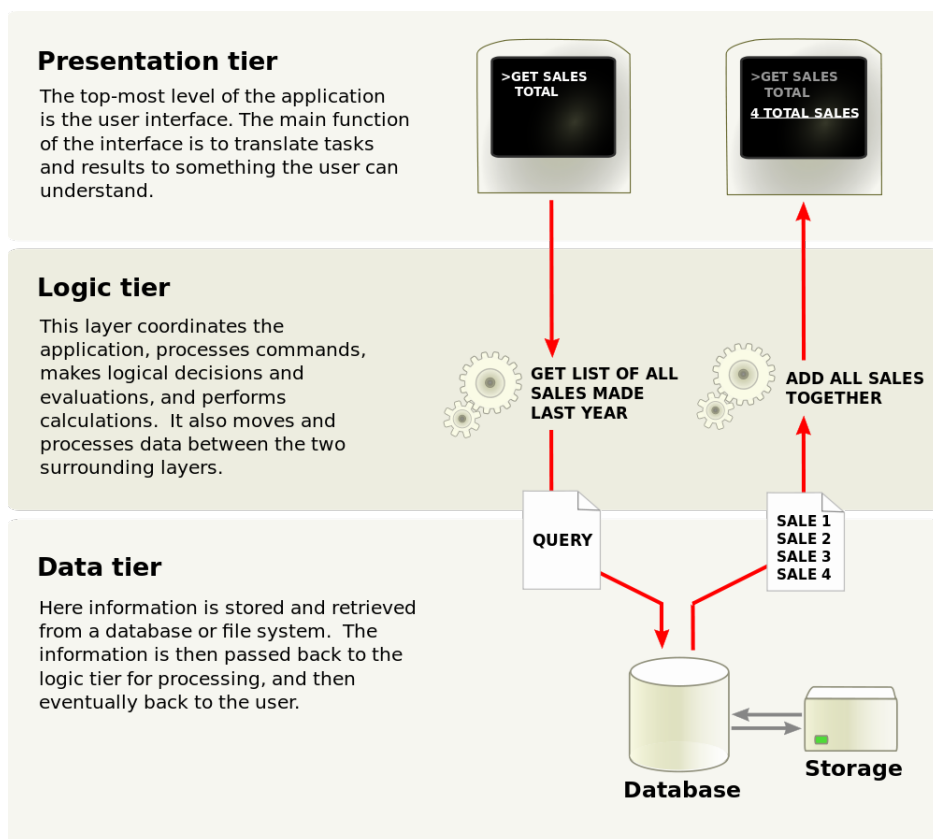 Presentation tier
The top-most level of the application
is the user interface. The main function
of the interface is to translate tasks
and results to something the user can
understand.
>GET SALES
TOTAL
>GET SALES
TOTAL
4 TOTAL SALES
Logic tier
This layer coordinates the
application, processes commands,
makes logical decisions and
evaluations, and performs
calculations.  It also moves and
processes data between the two
surrounding layers.
GET LIST OF ALL
SALES MADE
LAST YEAR
ADD ALL SALES
TOGETHER
QUERY
SALE 1
SALE 2
SALE 3
SALE 4
Data tier
Here information is stored and retrieved
from a database or file system.  The
information is then passed back to the
logic tier for processing, and then
eventually back to the user.
Database
Storage